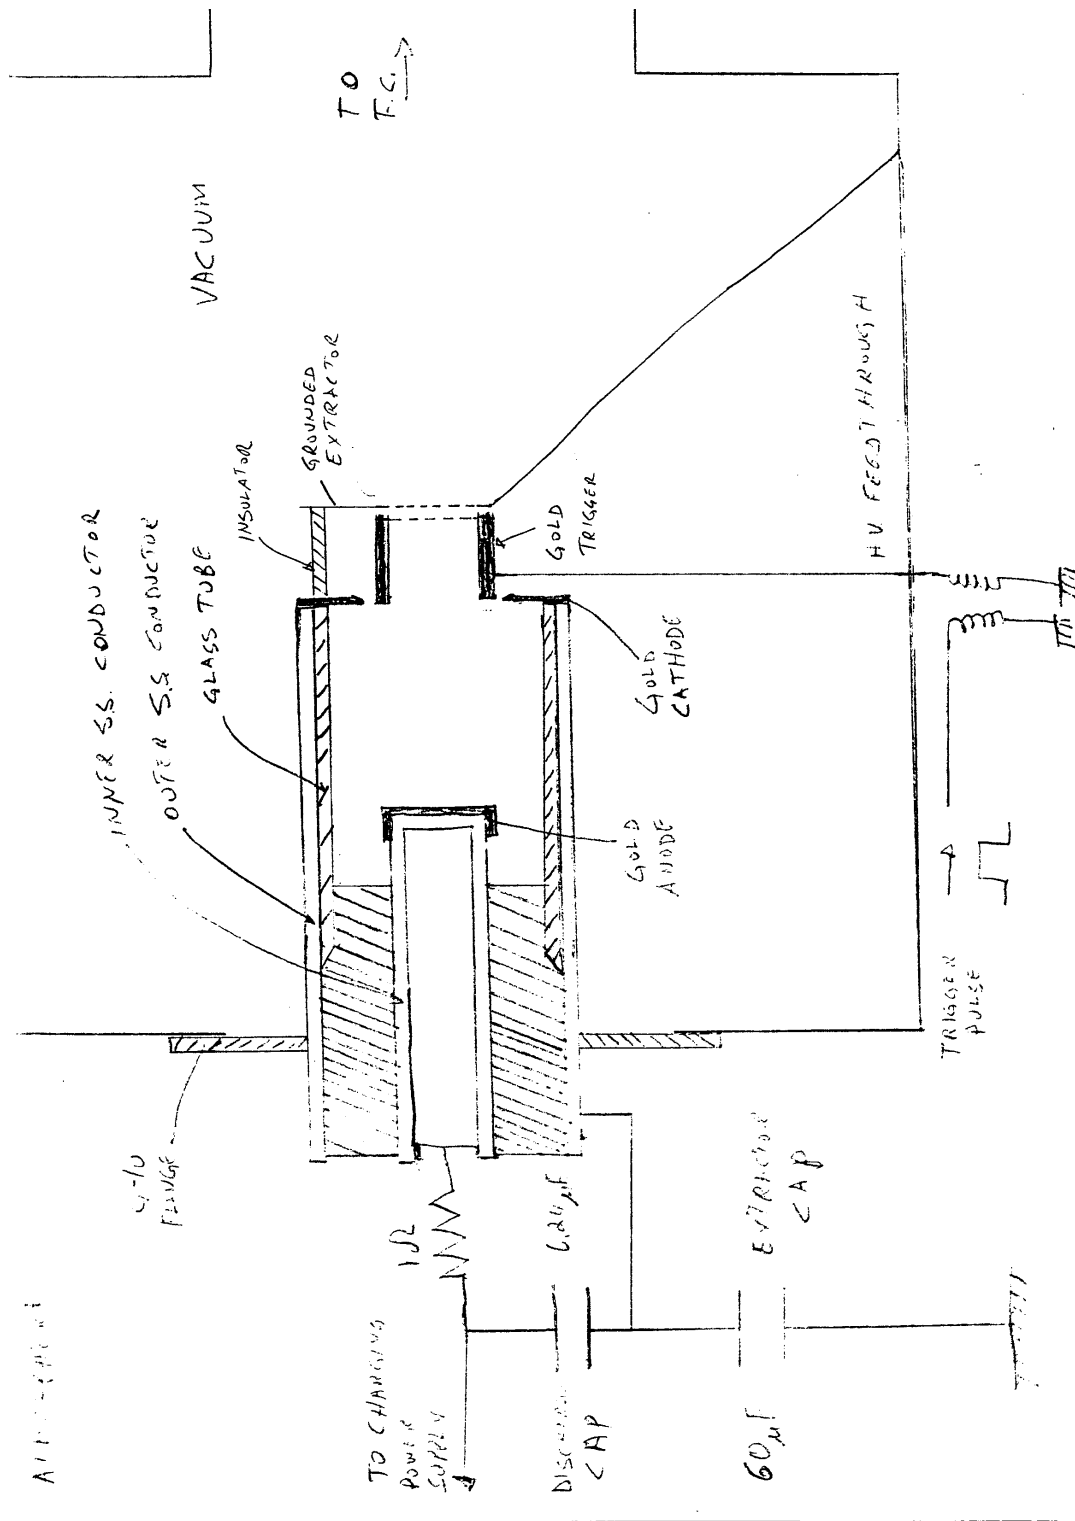 TO
F.C.
VACUUM
GROUNDED
EXTRACTOR
INSULATOR
INNER S.S. CONDUCTOR
OUTER S.S CONDUCTOR
GLASS TUBE
GOLD
TRIGGER
GOLD
CATHODE
GOLD
ANODE
HV FEEDTHROUGH
TRIGGER
PULSE
FLANGE
1Ω
TO CHARGING
POWER
SUPPLY
CAP
EXTRACTOR
CAP
60μF